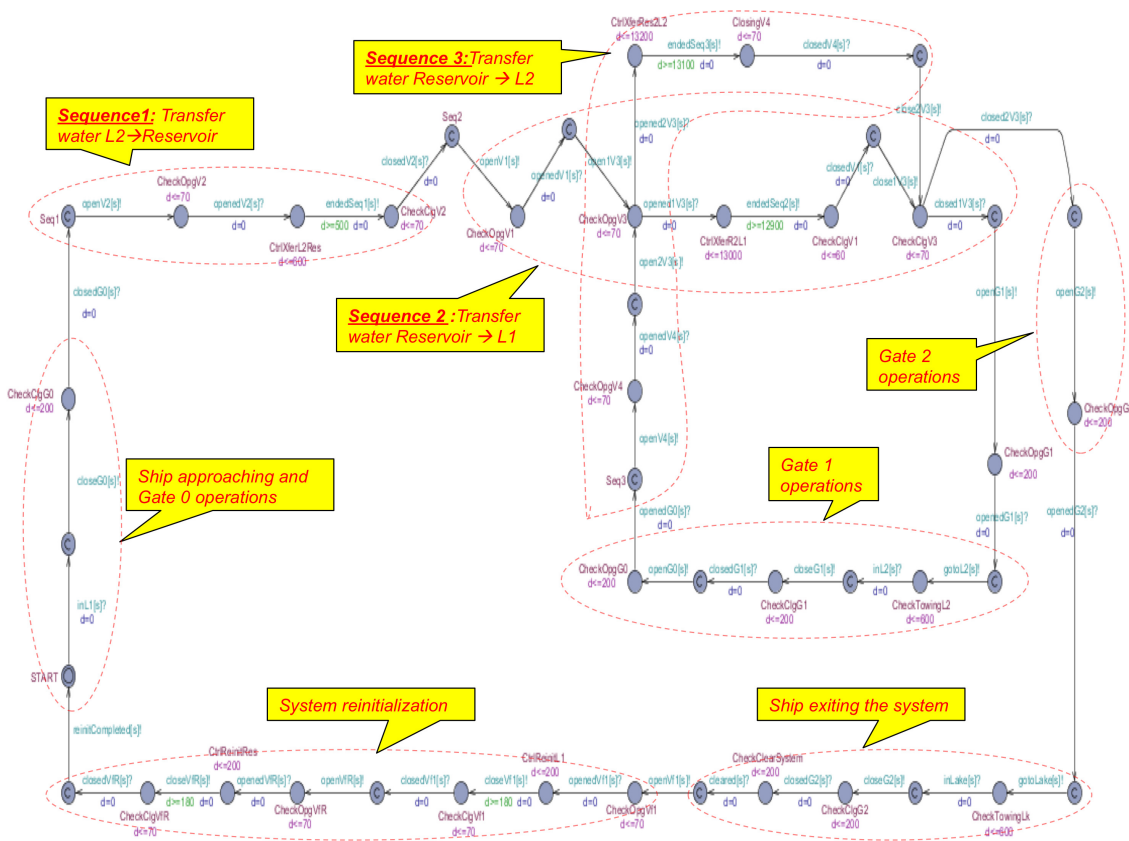 CtrlXferRes2L2
d<=13200
endedSeq3[s]!
d>=13100 d=0
ClosingV4
d<=70
closedV4[s]?
d=0
Sequence 3:Transfer
water Reservoir → L2
Sequence1: Transfer
water L2→Reservoir
Seq2
closedV2[s]?
d=0
openV1[s]!
openedV1[s]?
d=0
open1V3[s]!
opened2V3[s]?
d=0
close2V3[s]!
closedV1[s]?
d=0
close1V3[s]!
closed2V3[s]?
d=0
Seq1
openV2[s]!
CheckOpgV2
d<=70
openedV2[s]?
d=0
CtrlXferL2Res
d<=600
endedSeq1[s]!
d>=500 d=0
CheckClgV2
d<=70
CheckOpgV1
d<=70
CheckOpgV3
d<=70
opened1V3[s]?
d=0
CtrlXferR2L1
d<=13000
endedSeq2[s]!
d>=12900 d=0
CheckClgV1
d<=60
CheckClgV3
d<=70
closed1V3[s]?
d=0
closedG0[s]?
d=0
open2V3[s]!
openG1[s]!
openG2[s]!
Sequence 2 :Transfer
water Reservoir → L1
openedV4[s]?
d=0
Gate 2
operations
CheckClgG0
d<=200
CheckOpgV4
d<=70
CheckOpgG
d<=200
openV4[s]!
Ship approaching and
Gate 0 operations
closeG0[s]!
Gate 1
operations
CheckOpgG1
d<=200
Seq3
openedG0[s]?
d=0
openedG1[s]?
d=0
openedG2[s]?
d=0
CheckOpgG0
d<=200
openG0[s]!
closedG1[s]?
d=0
CheckClgG1
d<=200
closeG1[s]!
inL2[s]?
d=0
CheckTowingL2
d<=600
gotoL2[s]!
inL1[s]?
d=0
START
reinitCompleted[s]!
System reinitialization
Ship exiting the system
closedVfR[s]?
d=0
CheckClgVfR
d<=70
closeVfR[s]!
d>=180 d=0
CtrlReinitRes
d<=200
openedVfR[s]?
d=0
CheckOpgVfR
d<=70
openVfR[s]!
closedVf1[s]?
d=0
CheckClgVf1
d<=70
closeVf1[s]!
d>=180 d=0
CtrlReinitL1
d<=200
openedVf1[s]?
d=0
CheckOpgVf1
d<=70
openVf1[s]!
cleared[s]?
d=0
CheckClearSystem
d<=200
closedG2[s]?
d=0
CheckClgG2
d<=200
closeG2[s]!
inLake[s]?
d=0
CheckTowingLk
d<=600
gotoLake[s]!